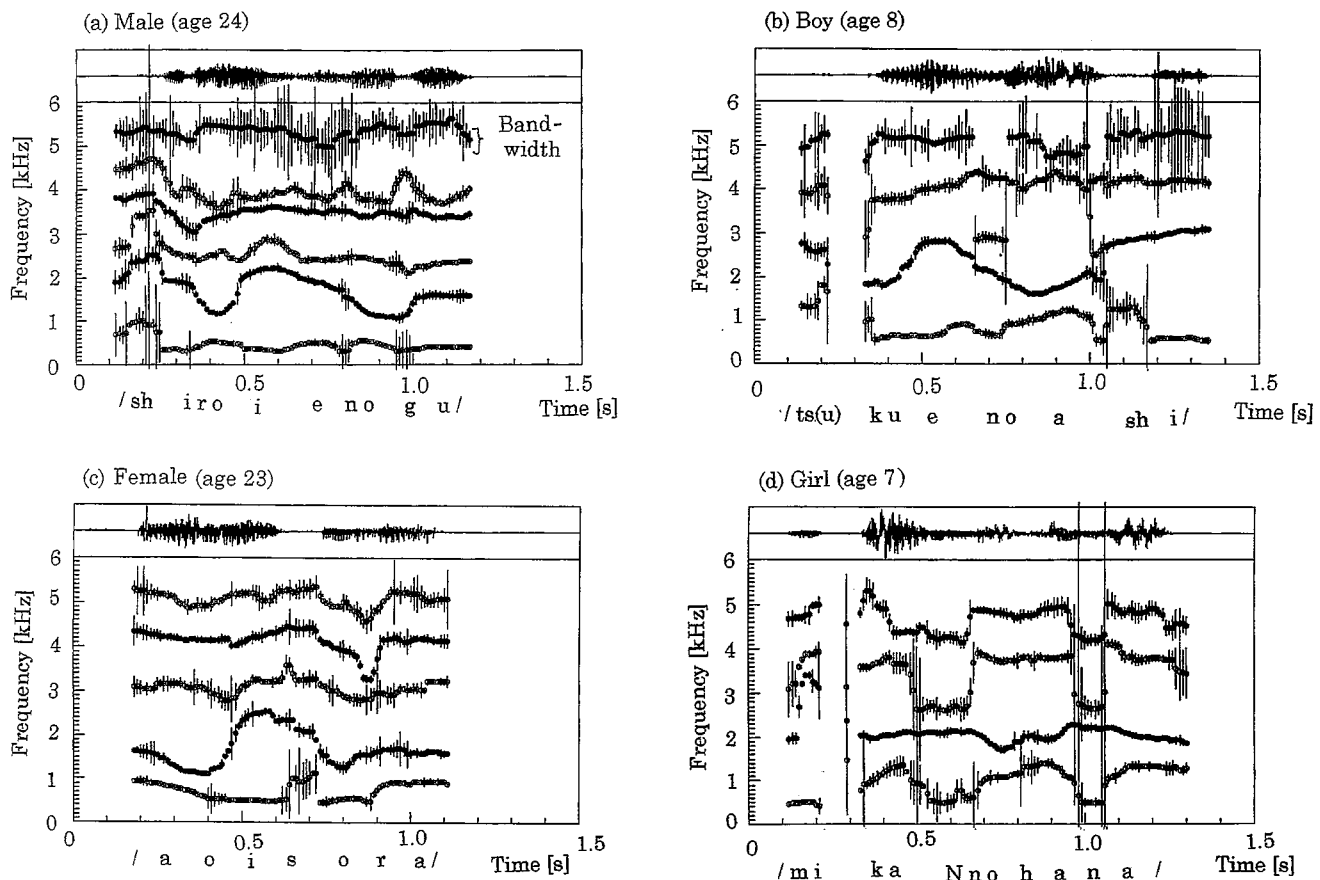 (a) Male (age 24)
6
5
4
3
2
1
0
Frequency [kHz]
Band-
width
0 0.5 1.0 1.5
/sh iro i e no g u/ Time [s]
(b) Boy (age 8)
6
5
4
3
2
1
0
Frequency [kHz]
0 0.5 1.0 1.5
/ts(u) ku e no a sh i/ Time [s]
(c) Female (age 23)
6
5
4
3
2
1
0
Frequency [kHz]
0 0.5 1.0 1.5
/a o i s o r a/ Time [s]
(d) Girl (age 7)
6
5
4
3
2
1
0
Frequency [kHz]
0 0.5 1.0 1.5
/mi ka N no h a n a/ Time [s]